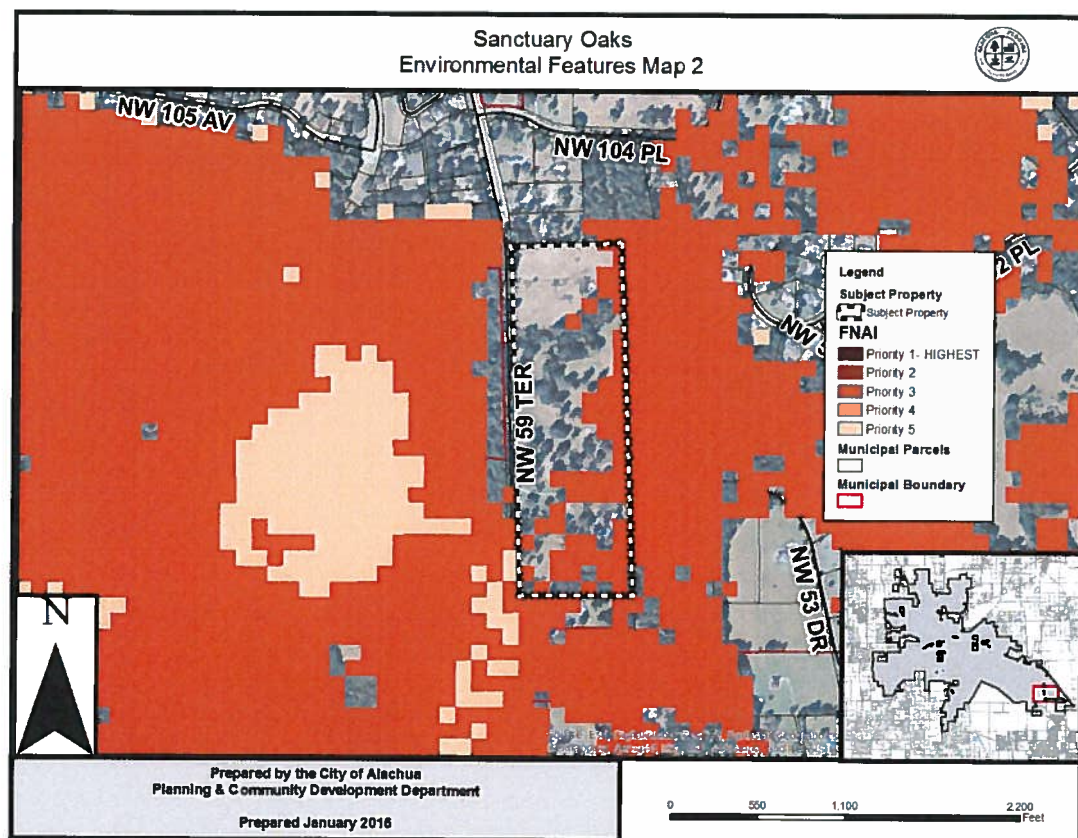 Sanctuary Oaks
Environmental Features Map 2
NW 105 AV
NW 104 PL
NW 59 TER
NW 53 DR
PL
NW
Legend
Subject Property
Subject Property
FNAI
Priority 1- HIGHEST
Priority 2
Priority 3
Priority 4
Priority 5
Municipal Parcels
Municipal Boundary
N
Prepared by the City of Alachua
Planning & Community Development Department
Prepared January 2016
0 550 1,100 2,200
Feet